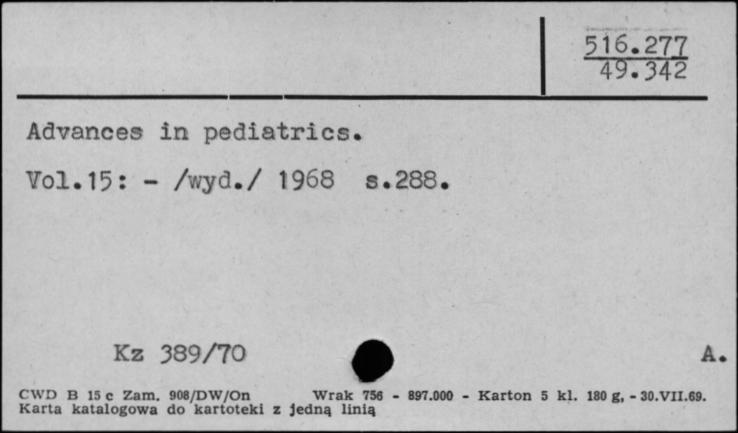 516.277
49.342
Advances in pediatrics.
Vol.15: - /wyd./ 1968 s.288.
Kz 389/70 A.
CWD B 15 c Zam. 908/DW/On Wrak 756 - 897.000 - Karton 5 kl. 180 g, - 30.VII.69.
Karta katalogowa do kartoteki z jedną linią